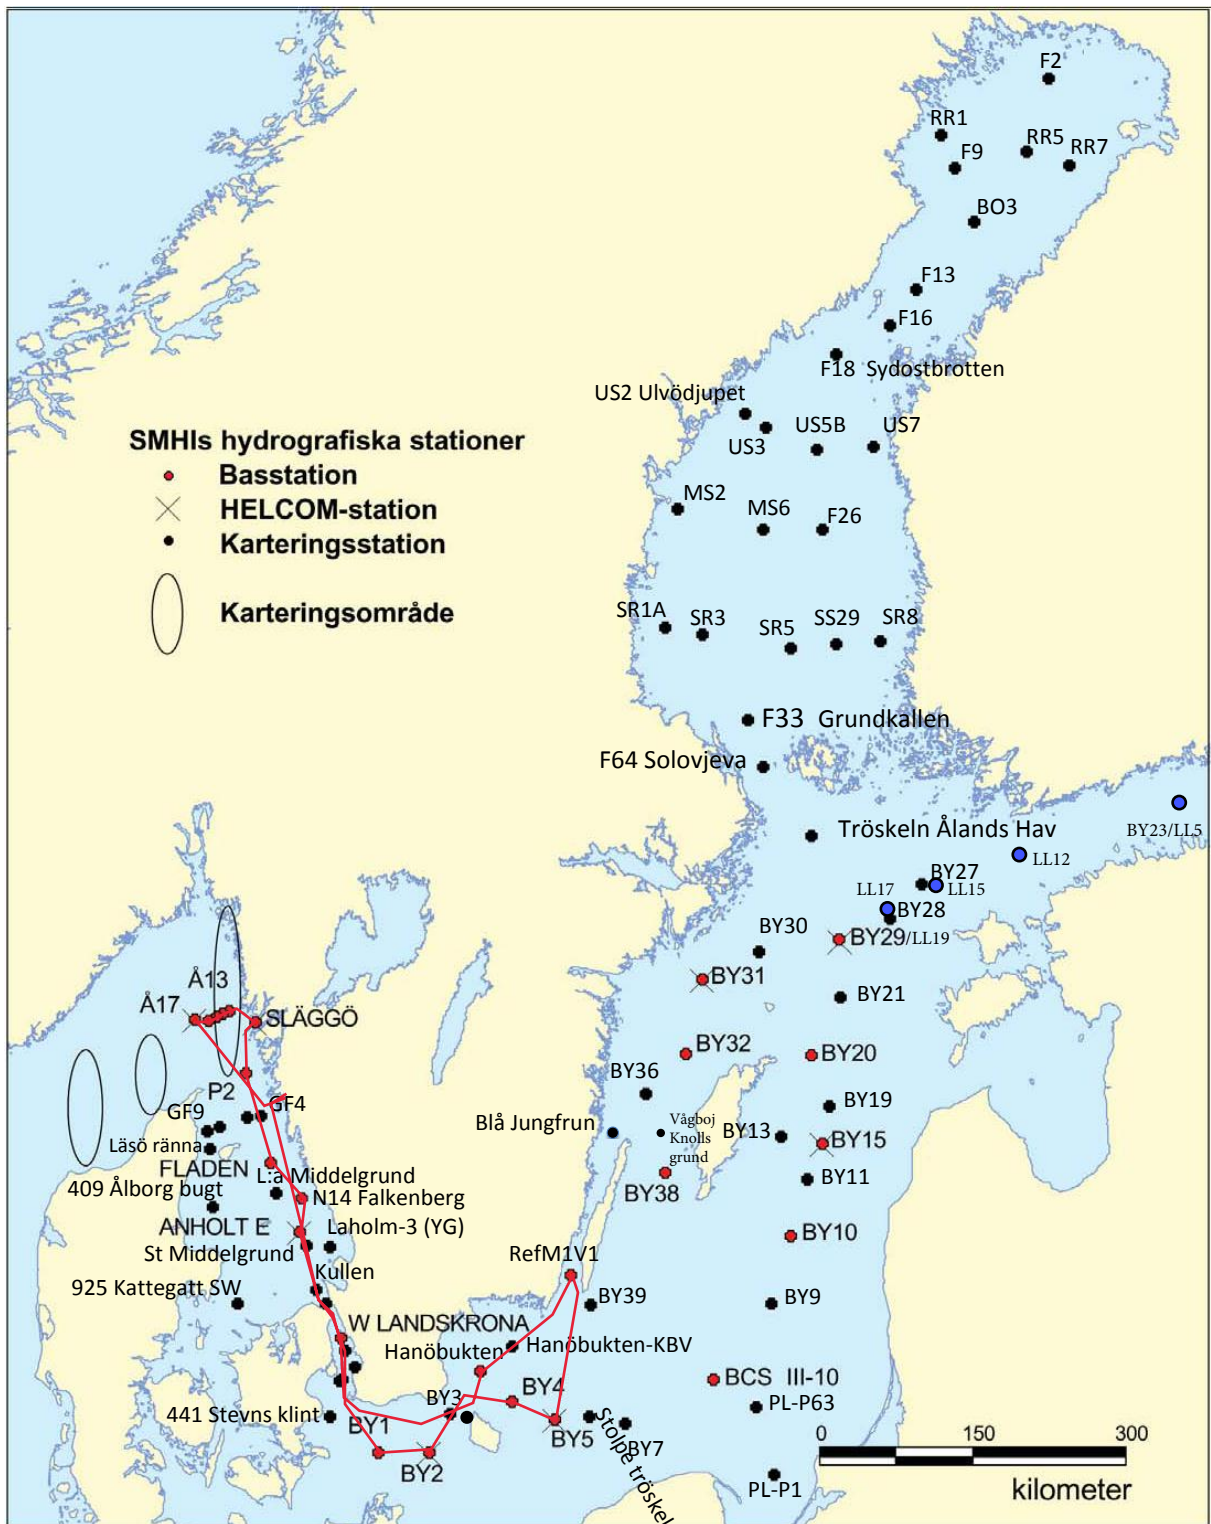 F2
RR1
RR5
RR7
F9
BO3
F13
F16
F18 Sydostbrotten
US2 Ulvödjupet
US5B
US7
US3
SMHIs hydrografiska stationer
Basstation
HELCOM-station
Karteringsstation
Karteringsområde
MS2
MS6
F26
SR1A
SR3
SR5
SS29
SR8
F33 Grundkallen
F64 Solovjeva
BY23/LL5
Tröskeln Ålands Hav
LL12
BY27
LL15
LL17
BY28
BY29/LL19
BY30
BY31
BY21
Å13
Å17
SLÄGGÖ
BY32
BY20
BY36
P2
GF4
GF9
BY19
Blå Jungfrun
Vågboj
Knolls
grund
BY13
BY15
Läsö ränna
FLADEN
L:a Middelgrund
BY38
BY11
409 Ålborg bugt
N14 Falkenberg
ANHOLT E
Laholm-3 (YG)
BY10
St Middelgrund
RefM1V1
Kullen
925 Kattegatt SW
BY39
BY9
W LANDSKRONA
Hanöbukten
Hanöbukten-KBV
BCS III-10
BY3
BY4
PL-P63
441 Stevns klint
BY1
BY5
Stolpe tröskel
BY7
BY2
0 150 300
kilometer
PL-P1